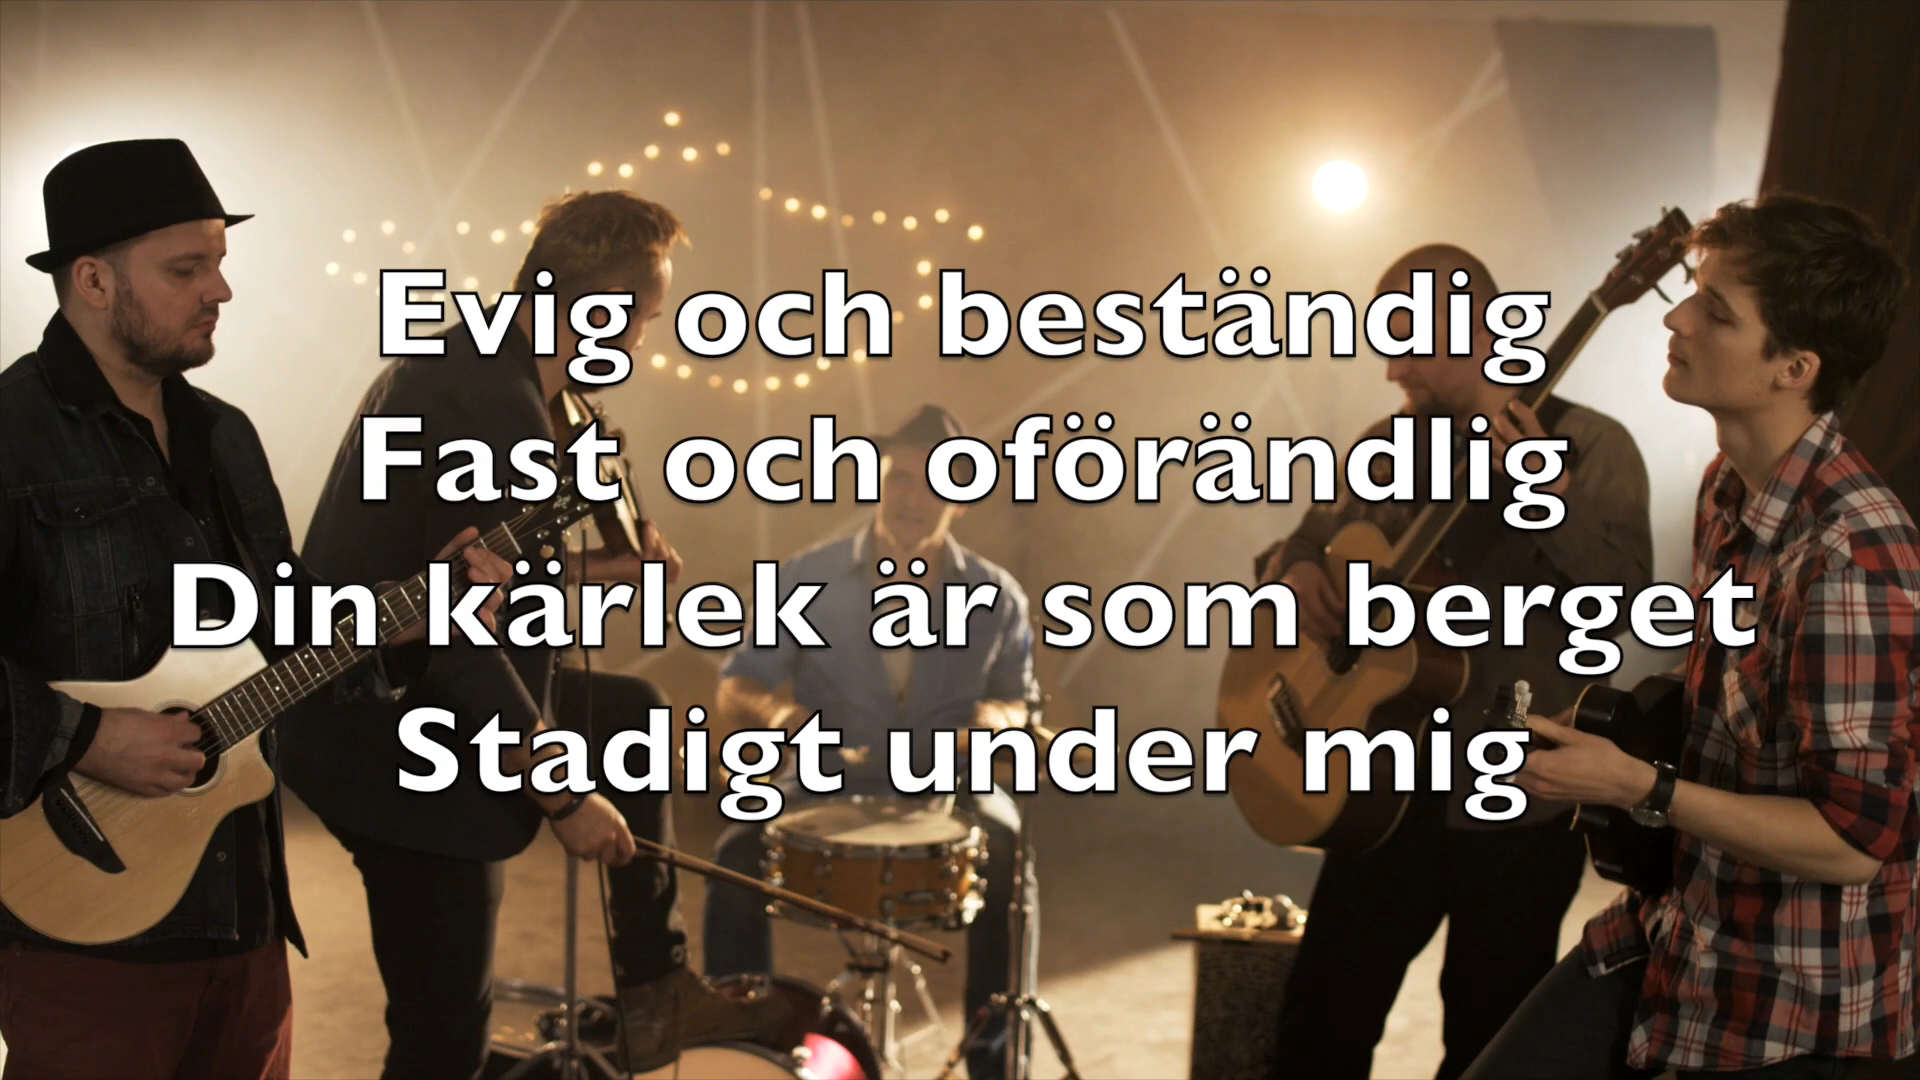 Evig och beständig
Fast och oförändlig
Din kärlek är som berget
Stadigt under mig